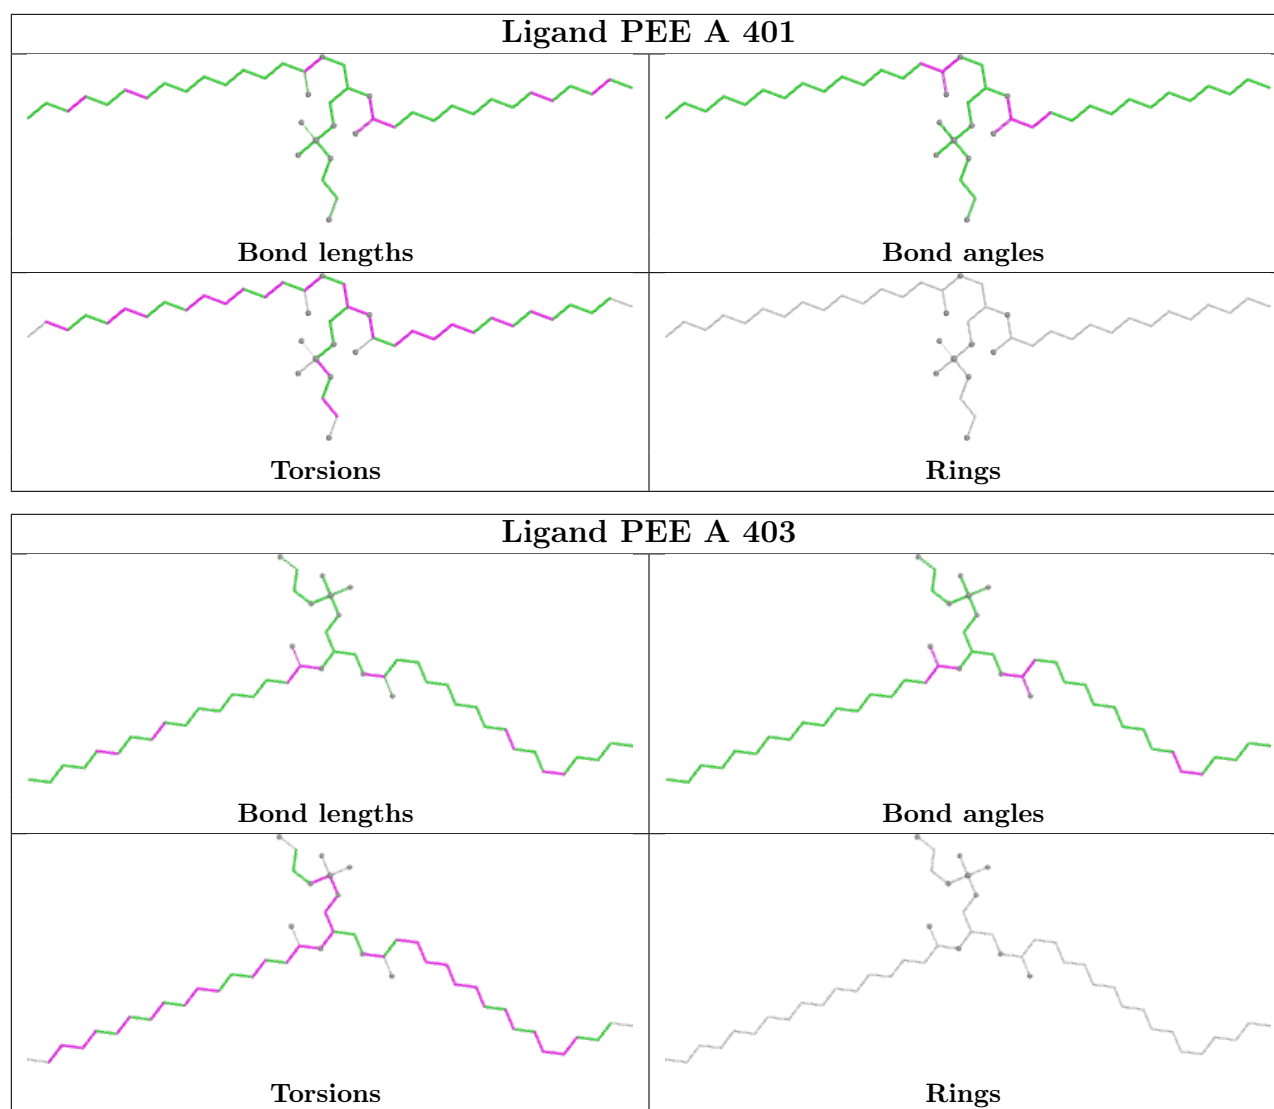 Ligand PEE A 401
Bond lengths
Bond angles
Torsions
Rings
Ligand PEE A 403
Bond lengths
Bond angles
Torsions
Rings